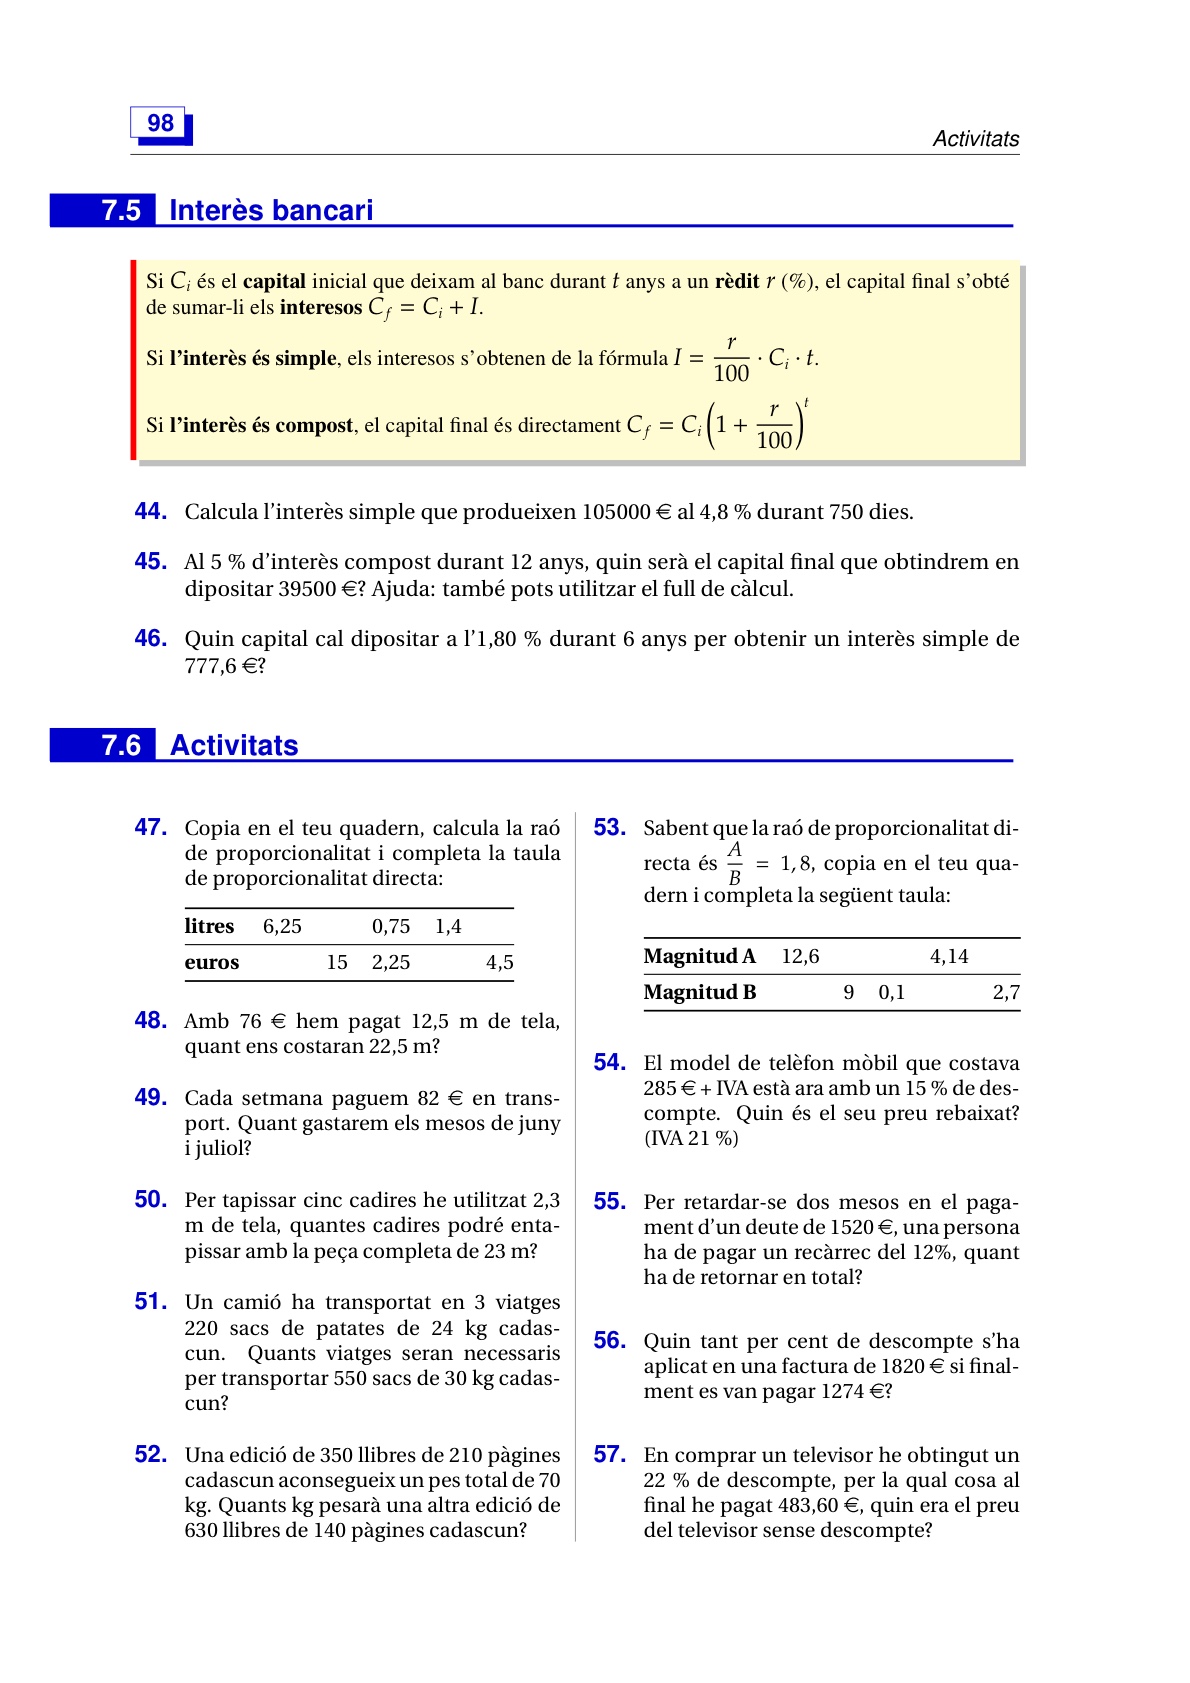 98
Activitats
7.5 Interès bancari
Si C_i és el capital inicial que deixam al banc durant t anys a un rèdit r (%), el capital final s’obté
de sumar-li els interesos C_f = C_i + I.
Si l’interès és simple, els interesos s’obtenen de la fórmula I = r/100 · C_i · t.
Si l’interès és compost, el capital final és directament C_f = C_i (1 + r/100)^t
44. Calcula l’interès simple que produeixen 105000 € al 4,8 % durant 750 dies.
45. Al 5 % d’interès compost durant 12 anys, quin serà el capital final que obtindrem en
dipositar 39500 €? Ajuda: també pots utilitzar el full de càlcul.
46. Quin capital cal dipositar a l’1,80 % durant 6 anys per obtenir un interès simple de
777,6 €?
7.6 Activitats
47. Copia en el teu quadern, calcula la raó
de proporcionalitat i completa la taula
de proporcionalitat directa:
litres 6,25 0,75 1,4
euros 15 2,25 4,5
48. Amb 76 € hem pagat 12,5 m de tela,
quant ens costaran 22,5 m?
49. Cada setmana paguem 82 € en trans-
port. Quant gastarem els mesos de juny
i juliol?
50. Per tapissar cinc cadires he utilitzat 2,3
m de tela, quantes cadires podré enta-
pissar amb la peça completa de 23 m?
51. Un camió ha transportat en 3 viatges
220 sacs de patates de 24 kg cadas-
cun. Quants viatges seran necessaris
per transportar 550 sacs de 30 kg cadas-
cun?
52. Una edició de 350 llibres de 210 pàgines
cadascun aconsegueix un pes total de 70
kg. Quants kg pesarà una altra edició de
630 llibres de 140 pàgines cadascun?
53. Sabent que la raó de proporcionalitat di-
recta és A/B = 1,8, copia en el teu qua-
dern i completa la següent taula:
Magnitud A 12,6 4,14
Magnitud B 9 0,1 2,7
54. El model de telèfon mòbil que costava
285 € + IVA està ara amb un 15 % de des-
compte. Quin és el seu preu rebaixat?
(IVA 21 %)
55. Per retardar-se dos mesos en el paga-
ment d’un deute de 1520 €, una persona
ha de pagar un recàrrec del 12%, quant
ha de retornar en total?
56. Quin tant per cent de descompte s’ha
aplicat en una factura de 1820 € si final-
ment es van pagar 1274 €?
57. En comprar un televisor he obtingut un
22 % de descompte, per la qual cosa al
final he pagat 483,60 €, quin era el preu
del televisor sense descompte?